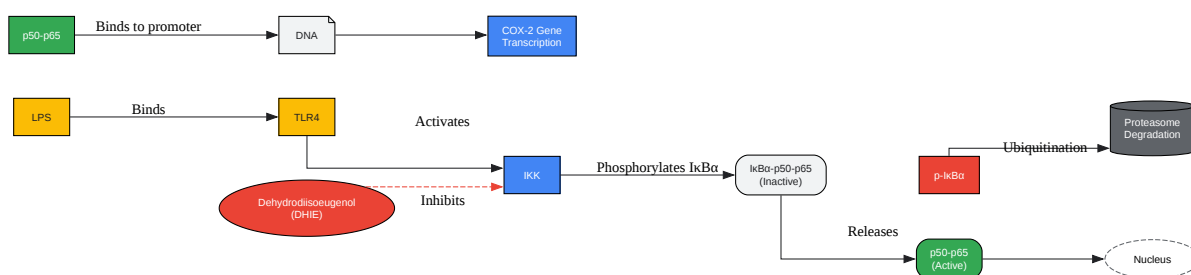 p50-p65
Binds to promoter
DNA
COX-2 Gene
Transcription
LPS
Binds
TLR4
Activates
Proteasome
Degradation
Ubiquitination
IKK
Phosphorylates IκBα
IκBα-p50-p65
(Inactive)
p-IκBα
Dehydrodiisoeugenol
(DHIE)
Inhibits
Releases
p50-p65
(Active)
Nucleus